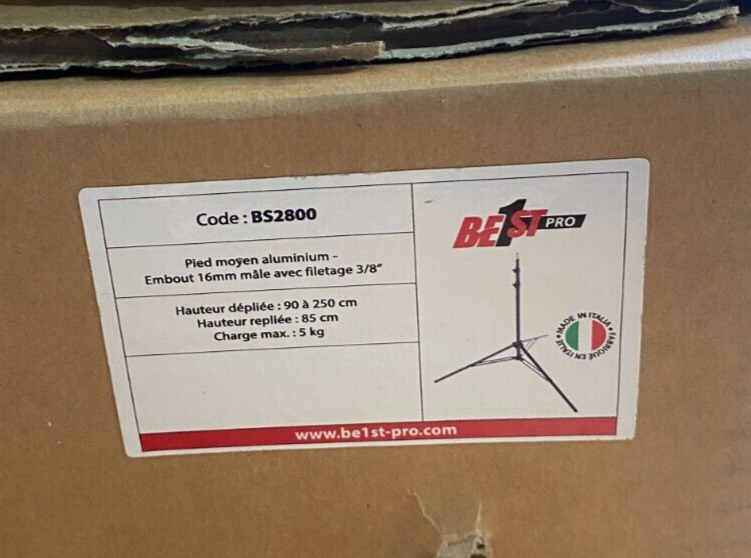 Code : BS2800
Pied moyen aluminium -
Embout 16mm mâle avec filetage 3/8"
Hauteur dépliée : 90 à 250 cm
Hauteur repliée : 85 cm
Charge max. : 5 kg
BE1ST PRO
MADE IN ITALIA • FABRIQUÉ EN ITALIE •
www.be1st-pro.com